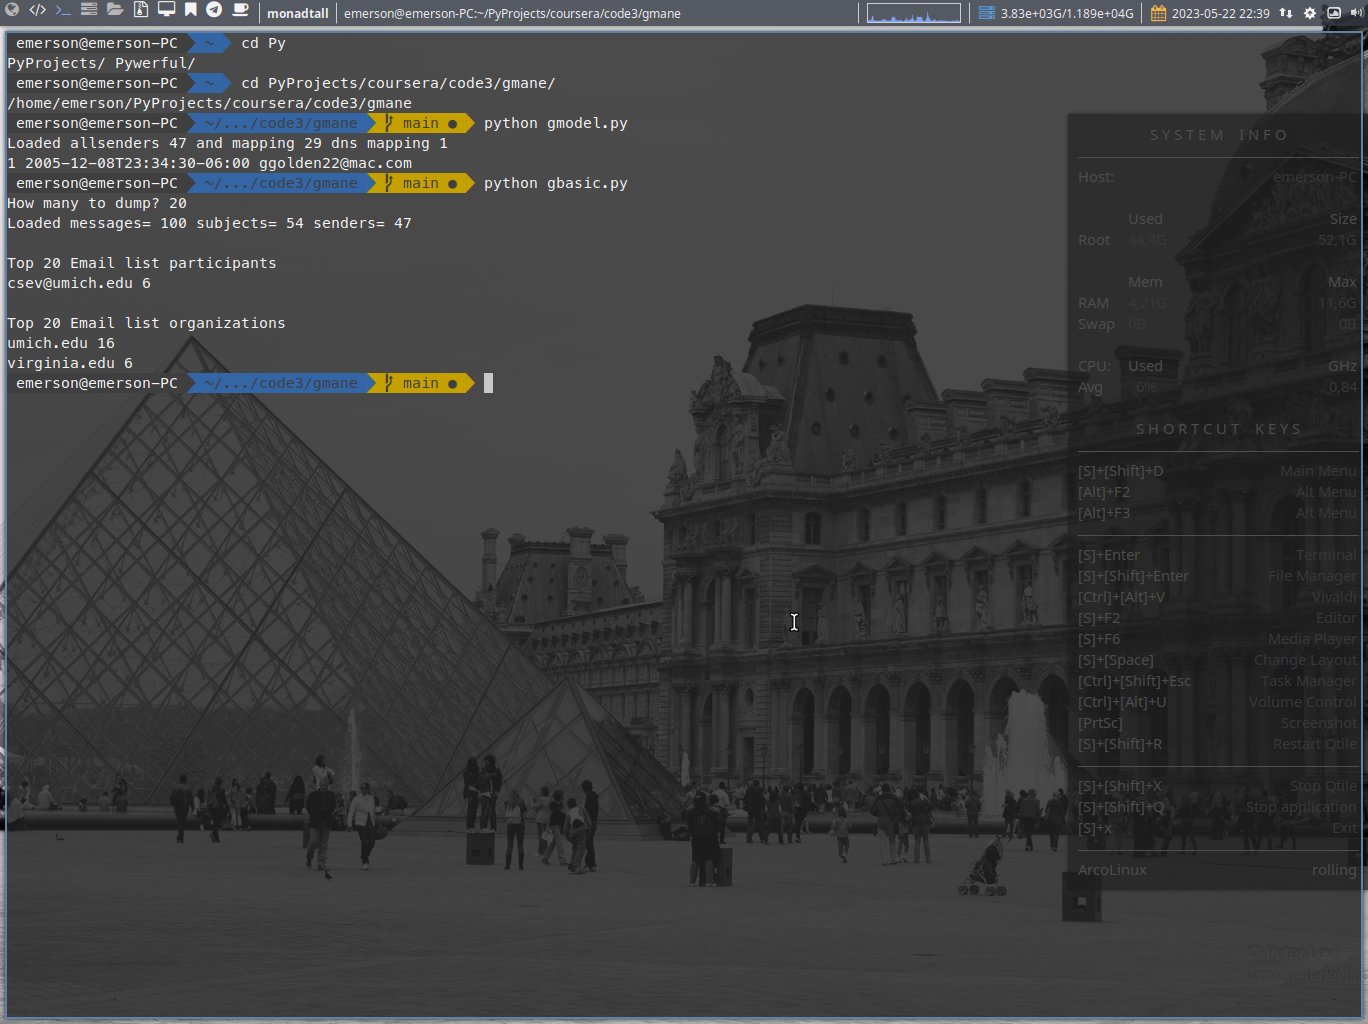 monadtall emerson@emerson-PC:~/PyProjects/coursera/code3/gmane 3.83e+03G/1.189e+04G 2023-05-22 22:39
emerson@emerson-PC ~ cd Py
PyProjects/ Pywerful/
emerson@emerson-PC ~ cd PyProjects/coursera/code3/gmane/
/home/emerson/PyProjects/coursera/code3/gmane
emerson@emerson-PC ~/.../code3/gmane main ● python gmodel.py
Loaded allsenders 47 and mapping 29 dns mapping 1
1 2005-12-08T23:34:30-06:00 ggolden22@mac.com
emerson@emerson-PC ~/.../code3/gmane main ● python gbasic.py
How many to dump? 20
Loaded messages= 100 subjects= 54 senders= 47
Top 20 Email list participants
csev@umich.edu 6
Top 20 Email list organizations
umich.edu 16
virginia.edu 6
emerson@emerson-PC ~/.../code3/gmane main ●
SYSTEM INFO
Host: emerson-PC
Used Size
Root 44,4G 52,1G
Mem Max
RAM 4,21G 11,6G
Swap 0B 0B
CPU: Used GHz
Avg 6% 0,84
SHORTCUT KEYS
[S]+[Shift]+D Main Menu
[Alt]+F2 Alt Menu
[Alt]+F3 Alt Menu
[S]+Enter Terminal
[S]+[Shift]+Enter File Manager
[Ctrl]+[Alt]+V Vivaldi
[S]+F2 Editor
[S]+F6 Media Player
[S]+[Space] Change Layout
[Ctrl]+[Shift]+Esc Task Manager
[Ctrl]+[Alt]+U Volume Control
[PrtSc] Screenshot
[S]+[Shift]+R Restart Qtile
[S]+[Shift]+X Stop Qtile
[S]+[Shift]+Q Stop application
[S]+x Exit
ArcoLinux rolling